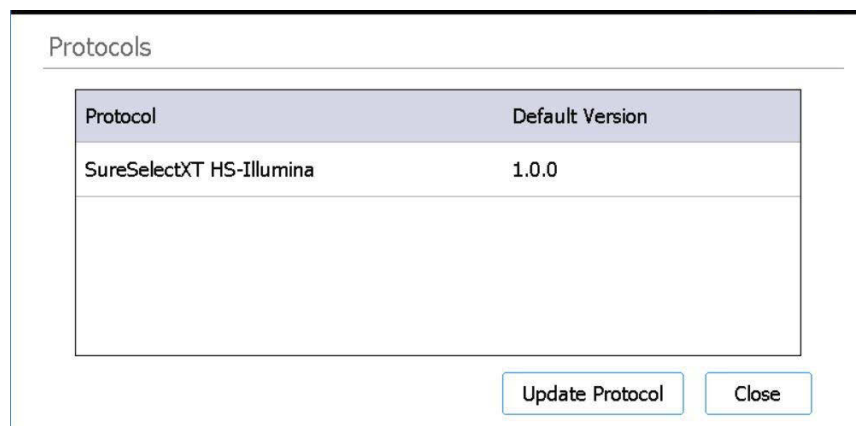 Protocols
Protocol Default Version
SureSelectXT HS-Illumina 1.0.0
Update Protocol Close